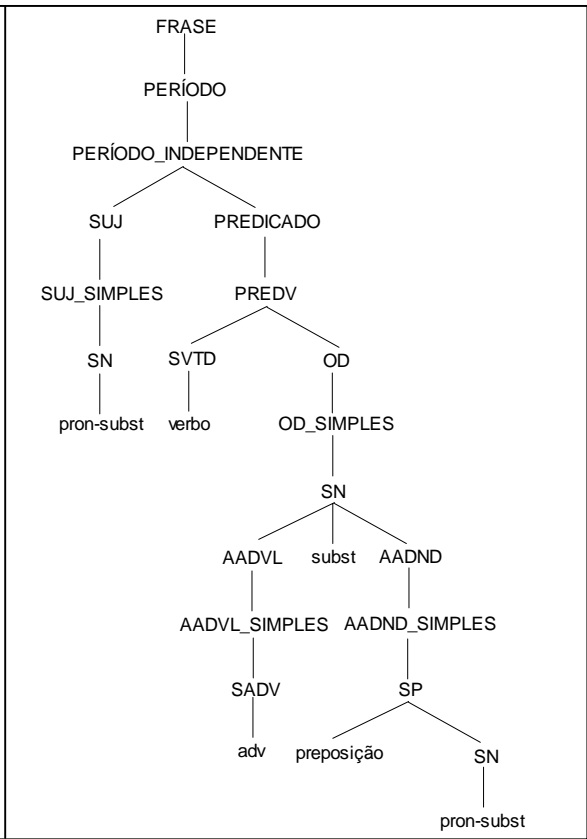 FRASE
PERÍODO
PERÍODO_INDEPENDENTE
SUJ PREDICADO
SUJ_SIMPLES PREDV
SN SVTD OD
pron-subst verbo OD_SIMPLES
SN
AADVL subst AADND
AADVL_SIMPLES AADND_SIMPLES
SADV SP
adv preposição SN
pron-subst